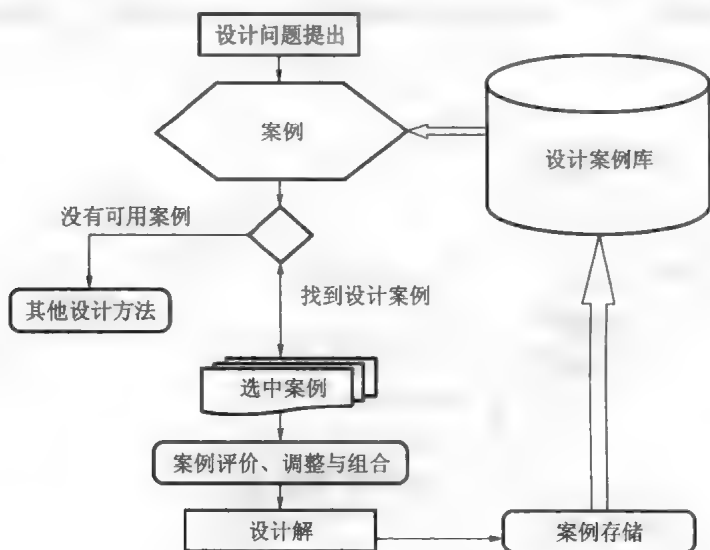 设计问题提出
案例
设计案例库
没有可用案例
其他设计方法
找到设计案例
选中案例
案例评价、调整与组合
设计解
案例存储